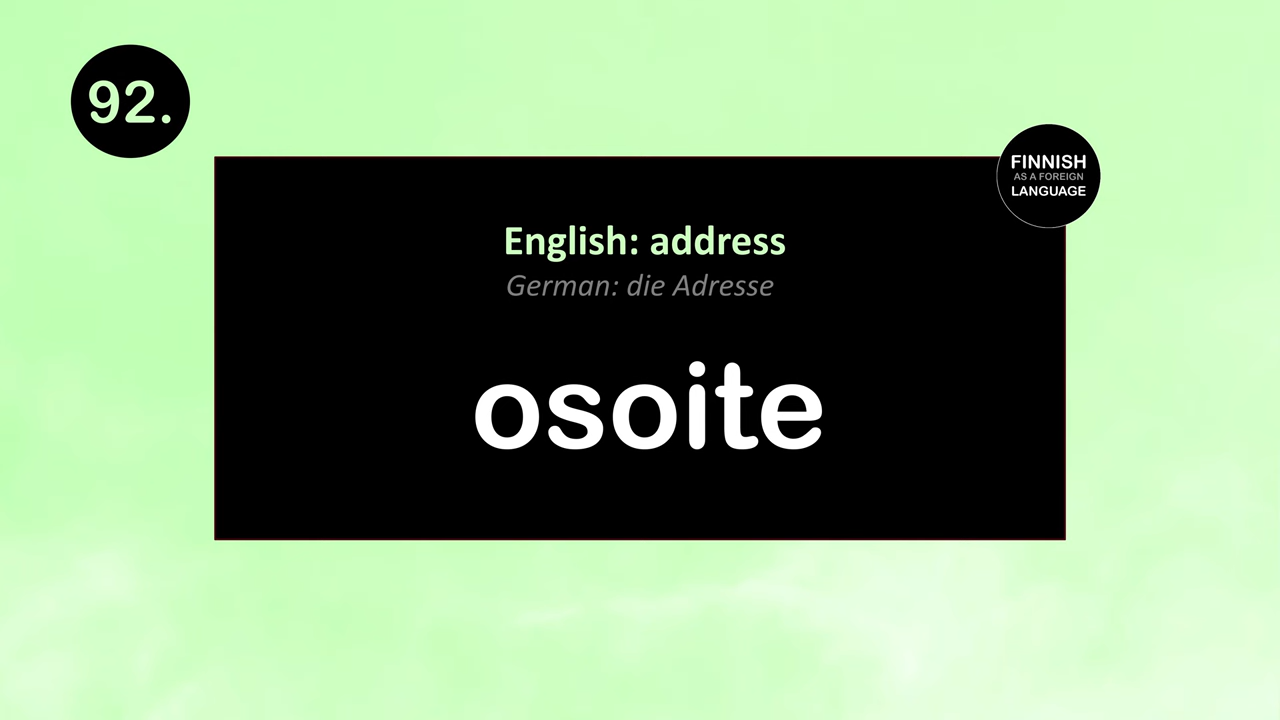 92.
FINNISH
AS A FOREIGN
LANGUAGE
English: address
German: die Adresse
osoite